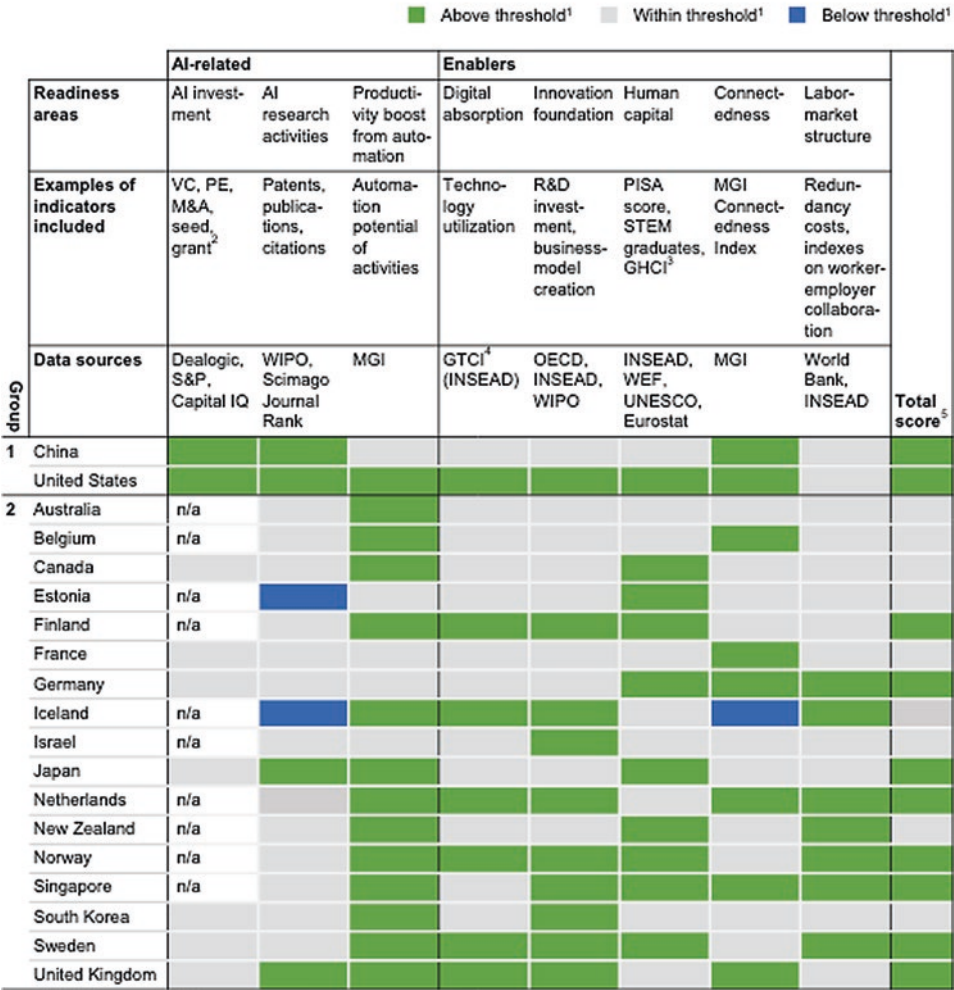 Above threshold1 Within threshold1 Below threshold1
AI-related Enablers
Readiness areas
AI invest-
ment
AI
research
activities
Producti-
vity boost
from auto-
mation
Digital
absorption
Innovation
foundation
Human
capital
Connect-
edness
Labor-
market
structure
Examples of
indicators
included
VC, PE,
M&A,
seed,
grant2
Patents,
publica-
tions,
citations
Automa-
tion
potential
of
activities
Techno-
logy
utilization
R&D
invest-
ment,
business-
model
creation
PISA
score,
STEM
graduates,
GHCI3
MGI
Connect-
edness
Index
Redun-
dancy
costs,
indexes
on worker-
employer
collabora-
tion
Group
Data sources
Dealogic,
S&P,
Capital IQ
WIPO,
Scimago
Journal
Rank
MGI
GTCI4
(INSEAD)
OECD,
INSEAD,
WIPO
INSEAD,
WEF,
UNESCO,
Eurostat
MGI
World
Bank,
INSEAD
Total
score5
1 China
United States
2 Australia n/a
Belgium n/a
Canada
Estonia n/a
Finland n/a
France
Germany
Iceland n/a
Israel n/a
Japan
Netherlands n/a
New Zealand n/a
Norway n/a
Singapore n/a
South Korea
Sweden
United Kingdom